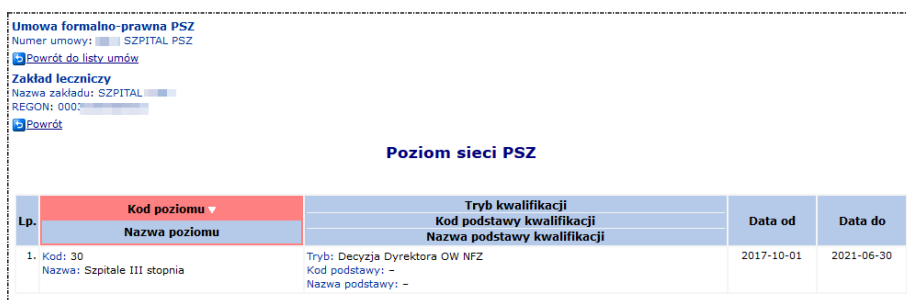 Umowa formalno-prawna PSZ
Numer umowy: SZPITAL PSZ
Powrót do listy umów
Zakład leczniczy
Nazwa zakładu: SZPITAL
REGON: 000
Powrót
Poziom sieci PSZ
Lp.
Kod poziomu
Nazwa poziomu
Tryb kwalifikacji
Kod podstawy kwalifikacji
Nazwa podstawy kwalifikacji
Data od
Data do
1. Kod: 30
Nazwa: Szpitale III stopnia
Tryb: Decyzja Dyrektora OW NFZ
Kod podstawy: –
Nazwa podstawy: –
2017-10-01
2021-06-30